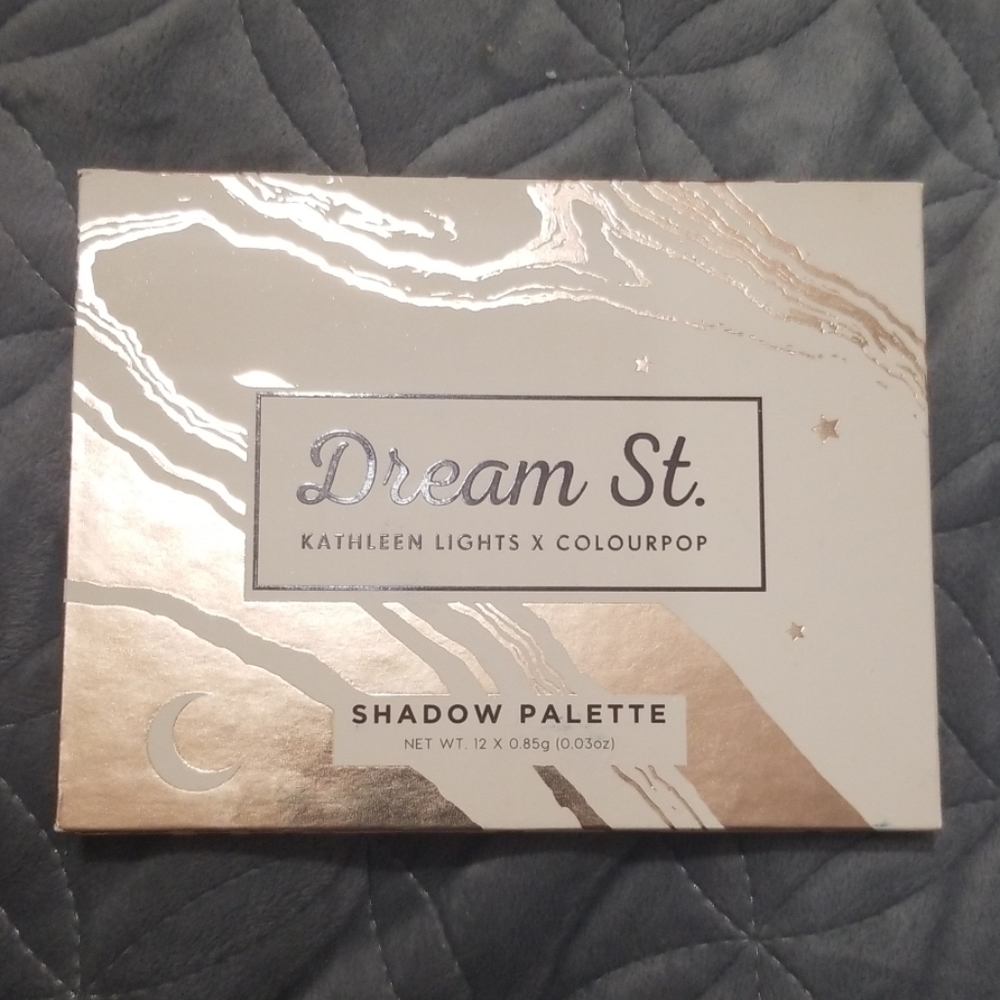 Dream St.
KATHLEEN LIGHTS X COLOURPOP
SHADOW PALETTE
NET WT. 12 X 0.85g (0.03oz)